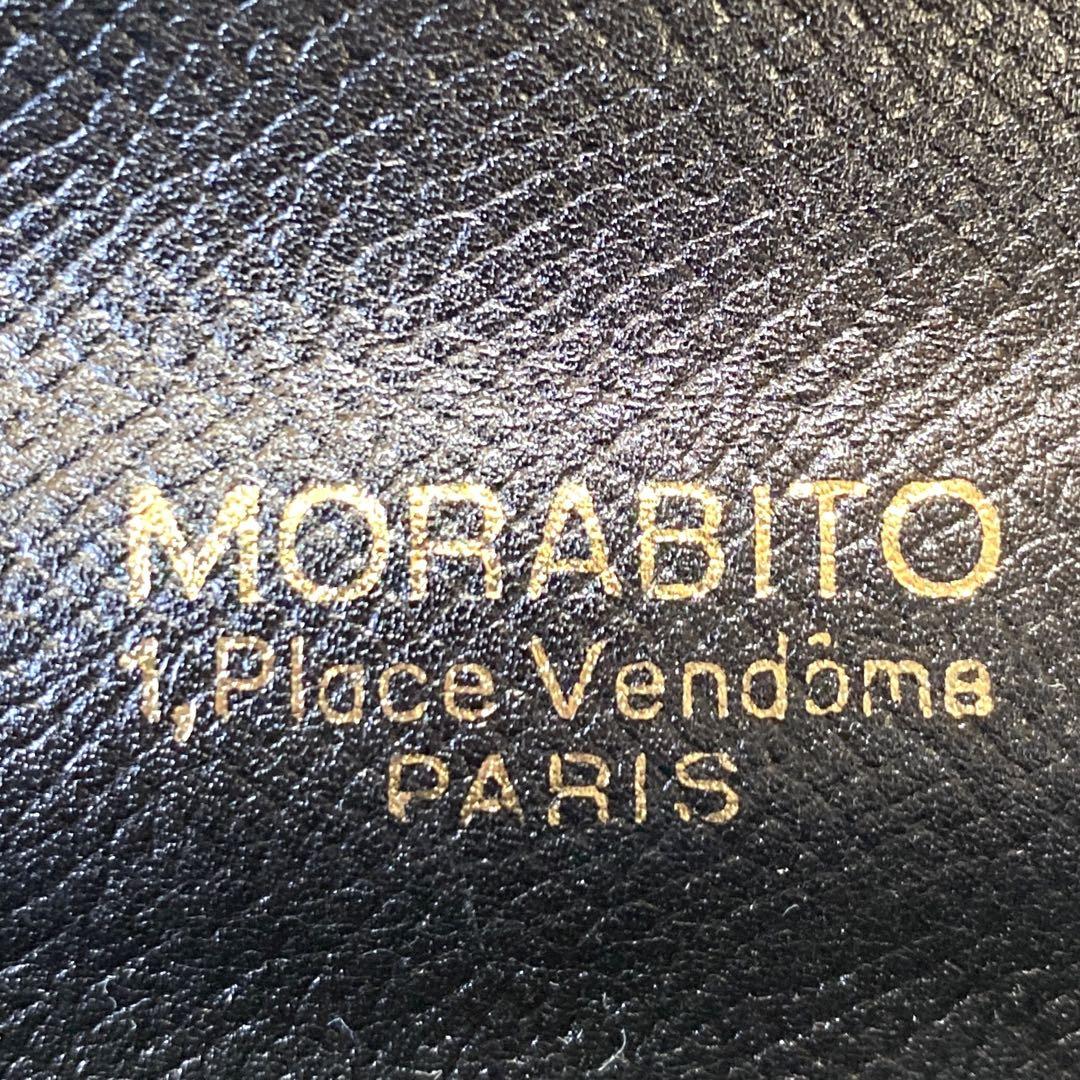 MORABITO
1, Place Vendôme
PARIS